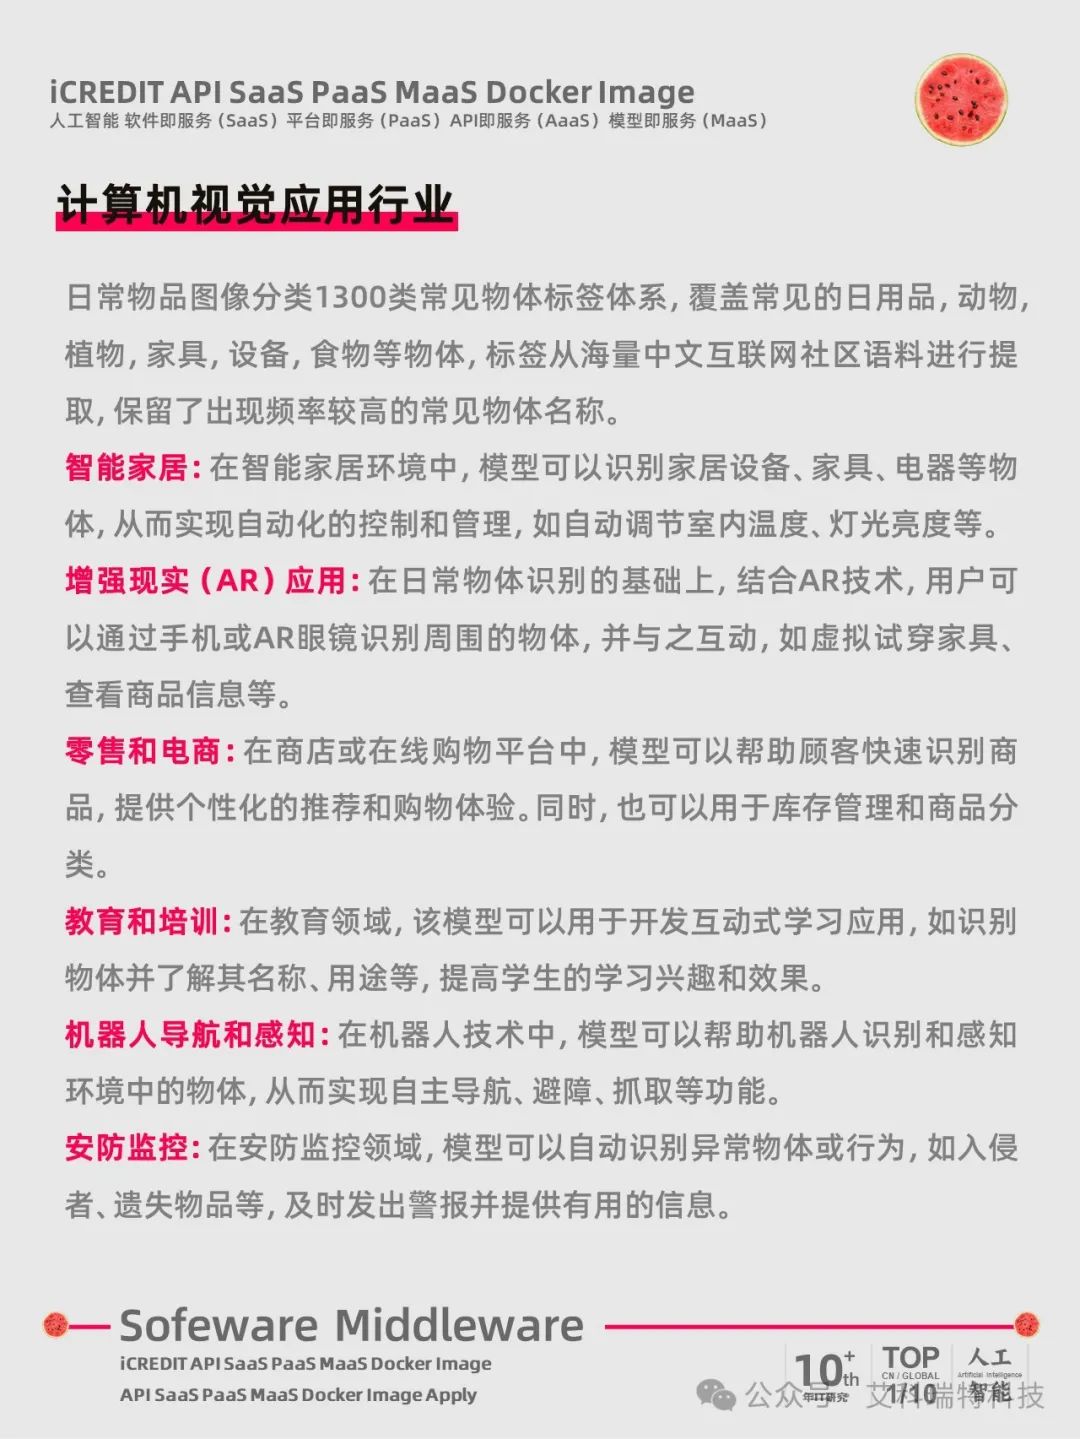 iCREDIT API SaaS PaaS MaaS Docker Image
人工智能 软件即服务（SaaS）平台即服务（PaaS）API即服务（AaaS）模型即服务（MaaS）
计算机视觉应用行业
日常物品图像分类1300类常见物体标签体系，覆盖常见的日用品，动物，
植物，家具，设备，食物等物体，标签从海量中文互联网社区语料进行提
取，保留了出现频率较高的常见物体名称。
智能家居：在智能家居环境中，模型可以识别家居设备、家具、电器等物
体，从而实现自动化的控制和管理，如自动调节室内温度、灯光亮度等。
增强现实（AR）应用：在日常物体识别的基础上，结合AR技术，用户可
以通过手机或AR眼镜识别周围的物体，并与之互动，如虚拟试穿家具、
查看商品信息等。
零售和电商：在商店或在线购物平台中，模型可以帮助顾客快速识别商
品，提供个性化的推荐和购物体验。同时，也可以用于库存管理和商品分
类。
教育和培训：在教育领域，该模型可以用于开发互动式学习应用，如识别
物体并了解其名称、用途等，提高学生的学习兴趣和效果。
机器人导航和感知：在机器人技术中，模型可以帮助机器人识别和感知
环境中的物体，从而实现自主导航、避障、抓取等功能。
安防监控：在安防监控领域，模型可以自动识别异常物体或行为，如入侵
者、遗失物品等，及时发出警报并提供有用的信息。
Sofeware Middleware
iCREDIT API SaaS PaaS MaaS Docker Image
API SaaS PaaS MaaS Docker Image Apply
10+th
年IT研究
TOP
CN / GLOBAL
1/10
人工
Artificial Intelligence
智能
公众号 · 艾科瑞特科技